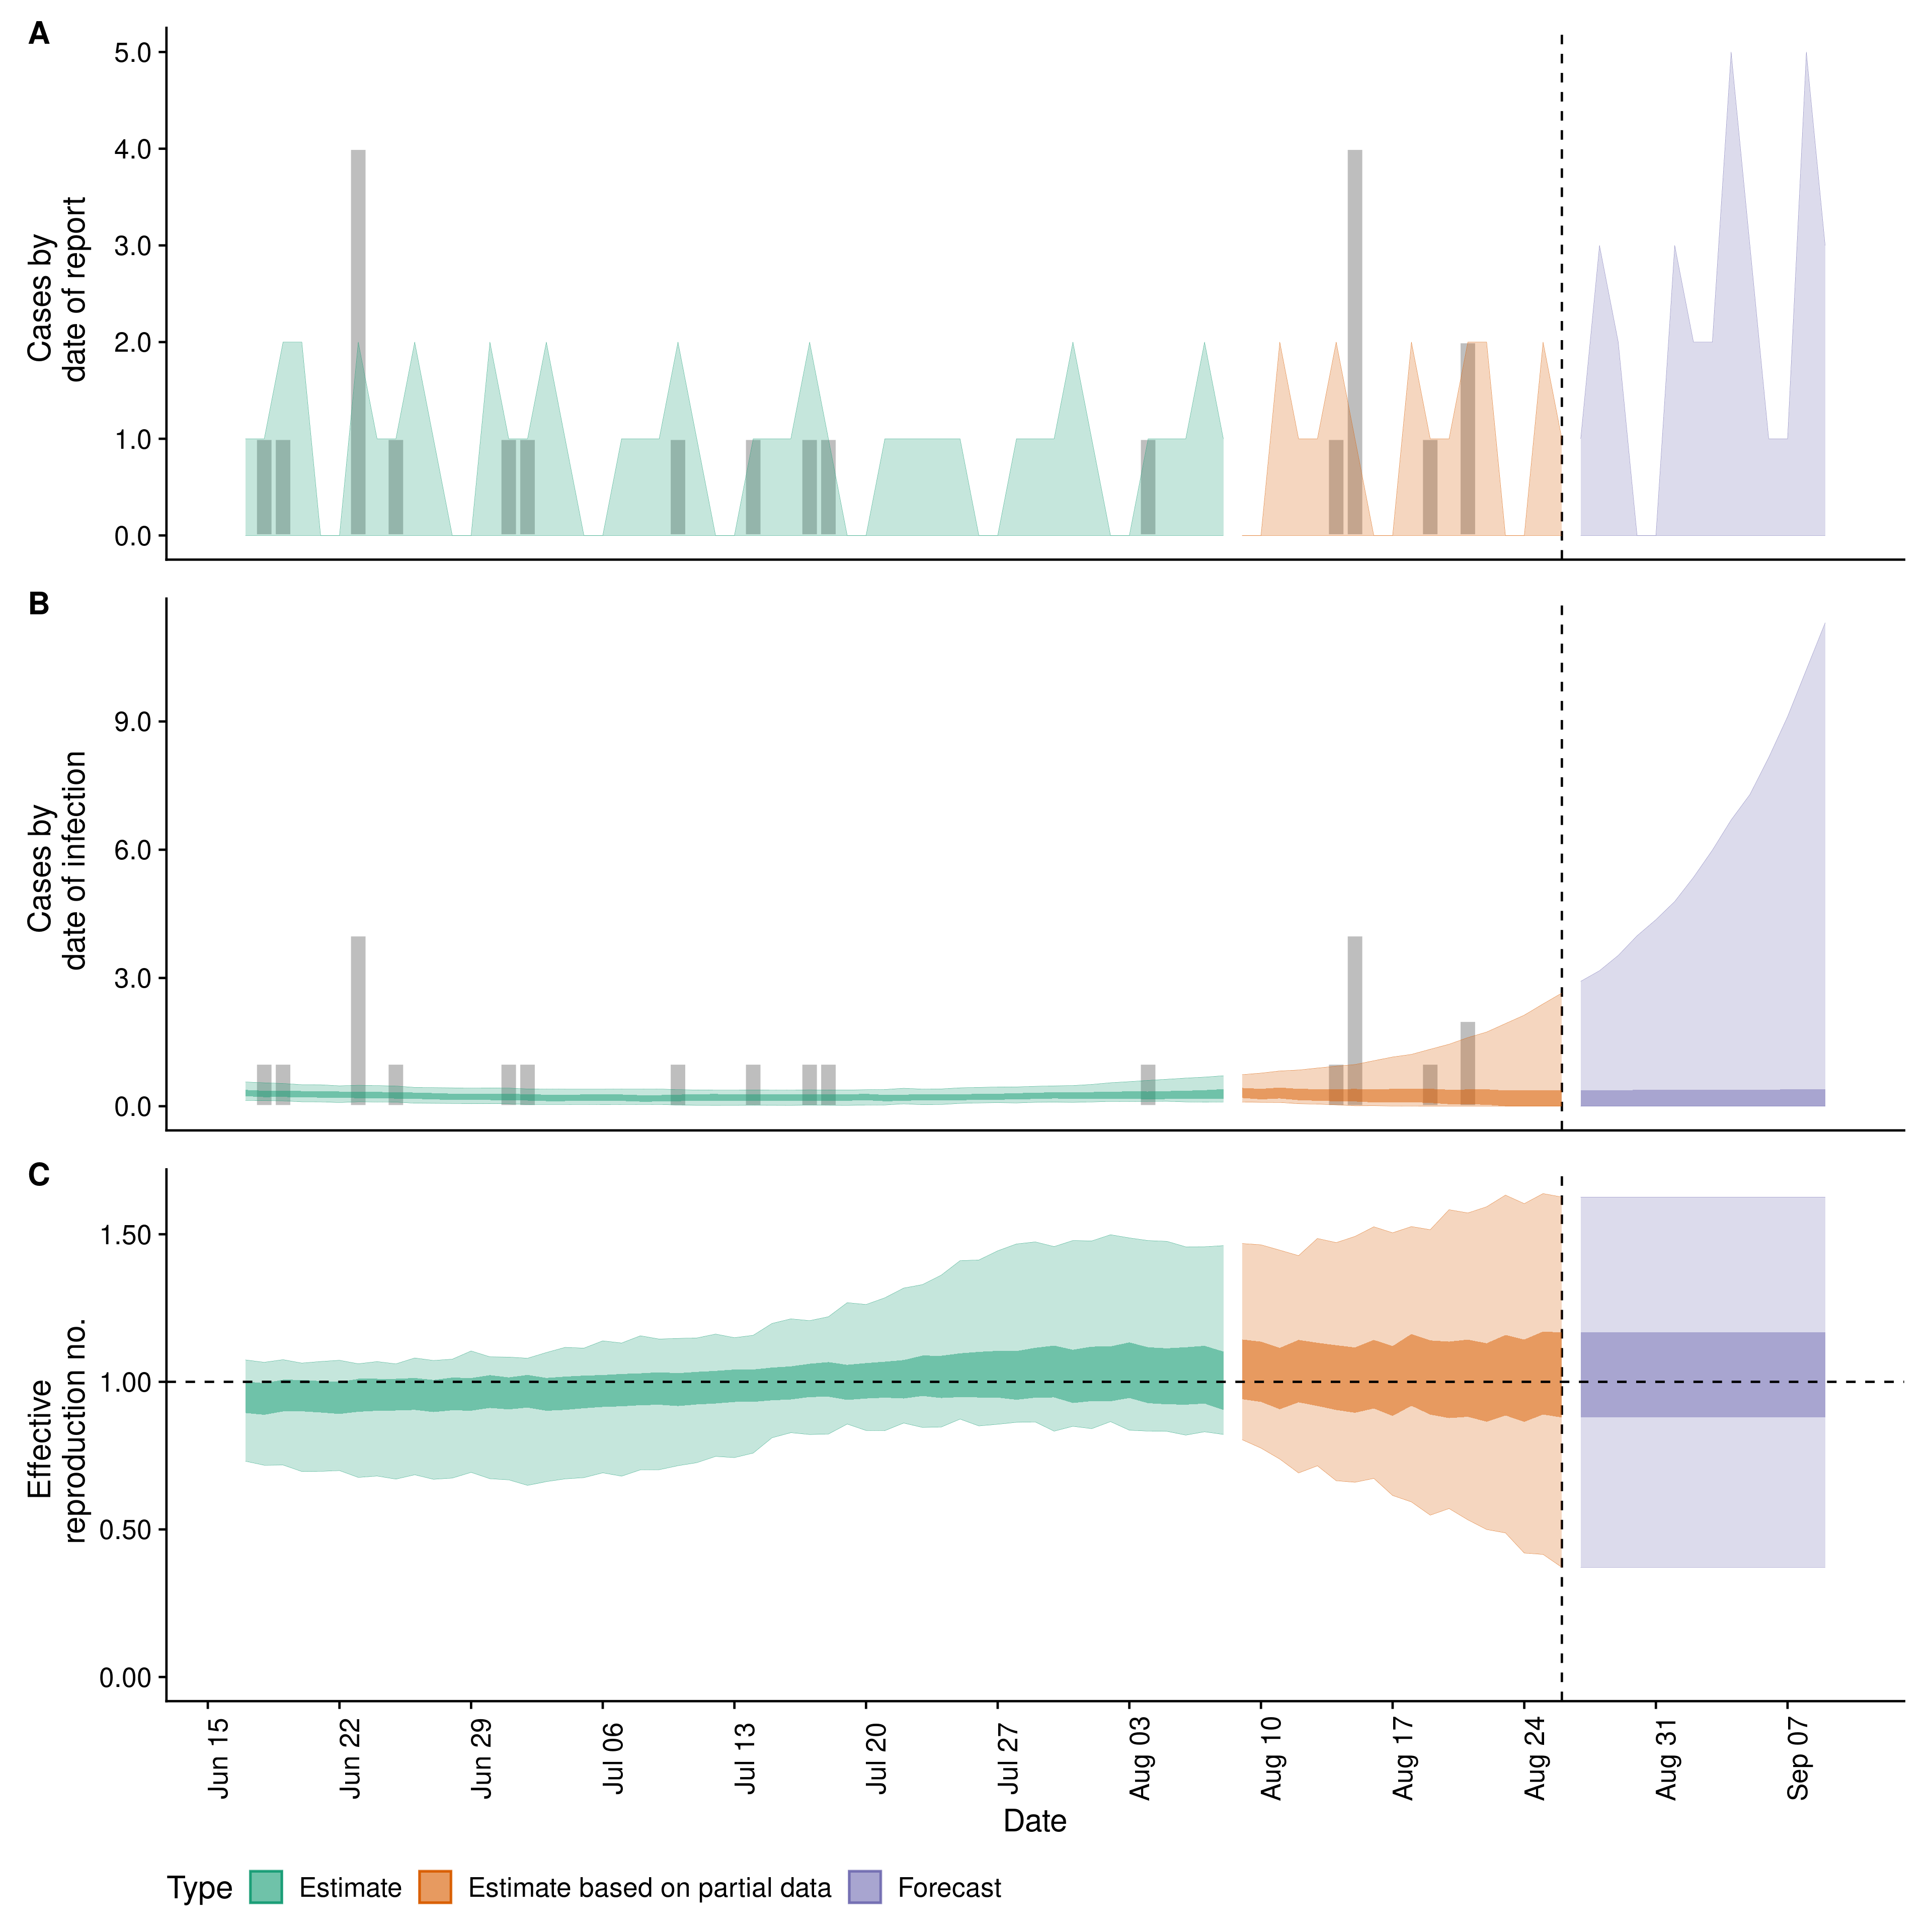 A
Cases by
date of report
5.0
4.0
3.0
2.0
1.0
0.0
B
Cases by
date of infection
9.0
6.0
3.0
0.0
C
Effective
reproduction no.
1.50
1.00
0.50
0.00
Jun 15
Jun 22
Jun 29
Jul 06
Jul 13
Jul 20
Jul 27
Aug 03
Aug 10
Aug 17
Aug 24
Aug 31
Sep 07
Date
Type
Estimate
Estimate based on partial data
Forecast